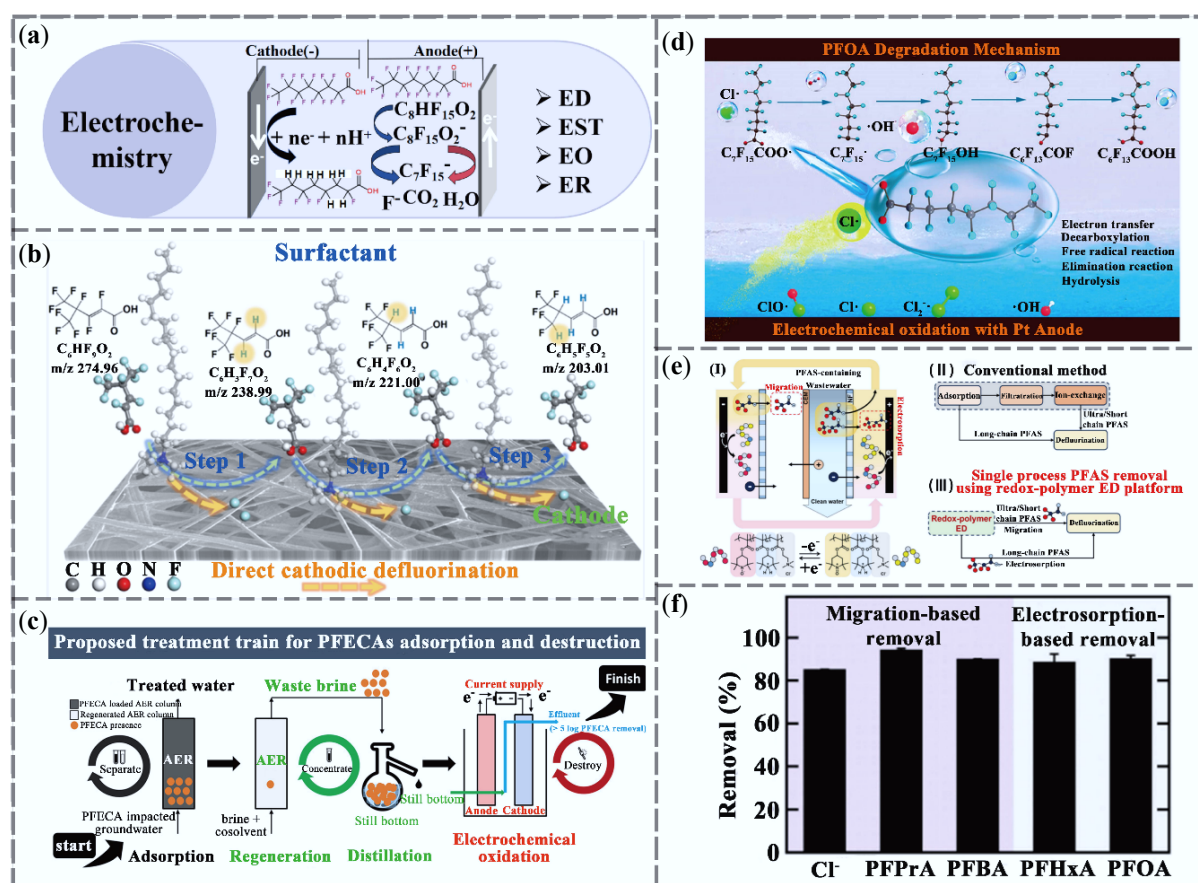 (a)
Electroche-
mistry
Cathode(-)
Anode(+)
e⁻
+ ne⁻ + nH⁺
C₈HF₁₅O₂
C₈F₁₅O₂⁻
C₇F₁₅⁻
F⁻ CO₂ H₂O
e⁻
➢ ED
➢ EST
➢ EO
➢ ER
(b)
Surfactant
C₆HF₉O₂
m/z 274.96
C₆H₃F₇O₂
m/z 238.99
C₆H₄F₆O₂
m/z 221.00
C₆H₅F₅O₂
m/z 203.01
Step 1
Step 2
Step 3
Cathode
C H O N F
Direct cathodic defluorination
(c)
Proposed treatment train for PFECAs adsorption and destruction
Treated water
PFECA loaded AER column
Regenerated AER column
PFECA presence
Separate
AER
PFECA impacted
groundwater
start
Adsorption
Waste brine
AER
Concentrate
brine +
cosolvent
Regeneration
Still bottom
Still bottom
Distillation
Current supply
e⁻
e⁻
Effluent
(≥ 5 log PFECA removal)
Anode
Cathode
Electrochemical
oxidation
Destroy
Finish
(d)
PFOA Degradation Mechanism
Cl·
·OH
C₇F₁₅COO·
C₇F₁₅·
C₇F₁₅OH
C₆F₁₃COF
C₆F₁₃COOH
Cl·
Electron transfer
Decarboxylation
Free radical reaction
Elimination reaction
Hydrolysis
ClO·
Cl·
Cl₂·⁻
·OH
Electrochemical oxidation with Pt Anode
(e)
(I)
PFAS-containing
Wastewater
Migration
CEM
NF
Electrosorption
Clean water
−e⁻
+e⁻
(II)
Conventional method
Adsorption
Filtratration
Ion-exchange
Ultra/Short
chain PFAS
Long-chain PFAS
Defluorination
(III)
Single process PFAS removal
using redox-polymer ED platform
Redox-polymer
ED
Ultra/Short
chain PFAS
Migration
Defluorination
Long-chain PFAS
Electrosorption
(f)
Migration-based
removal
Electrosorption-
based removal
Removal (%)
100
80
60
40
20
0
Cl⁻
PFPrA
PFBA
PFHxA
PFOA